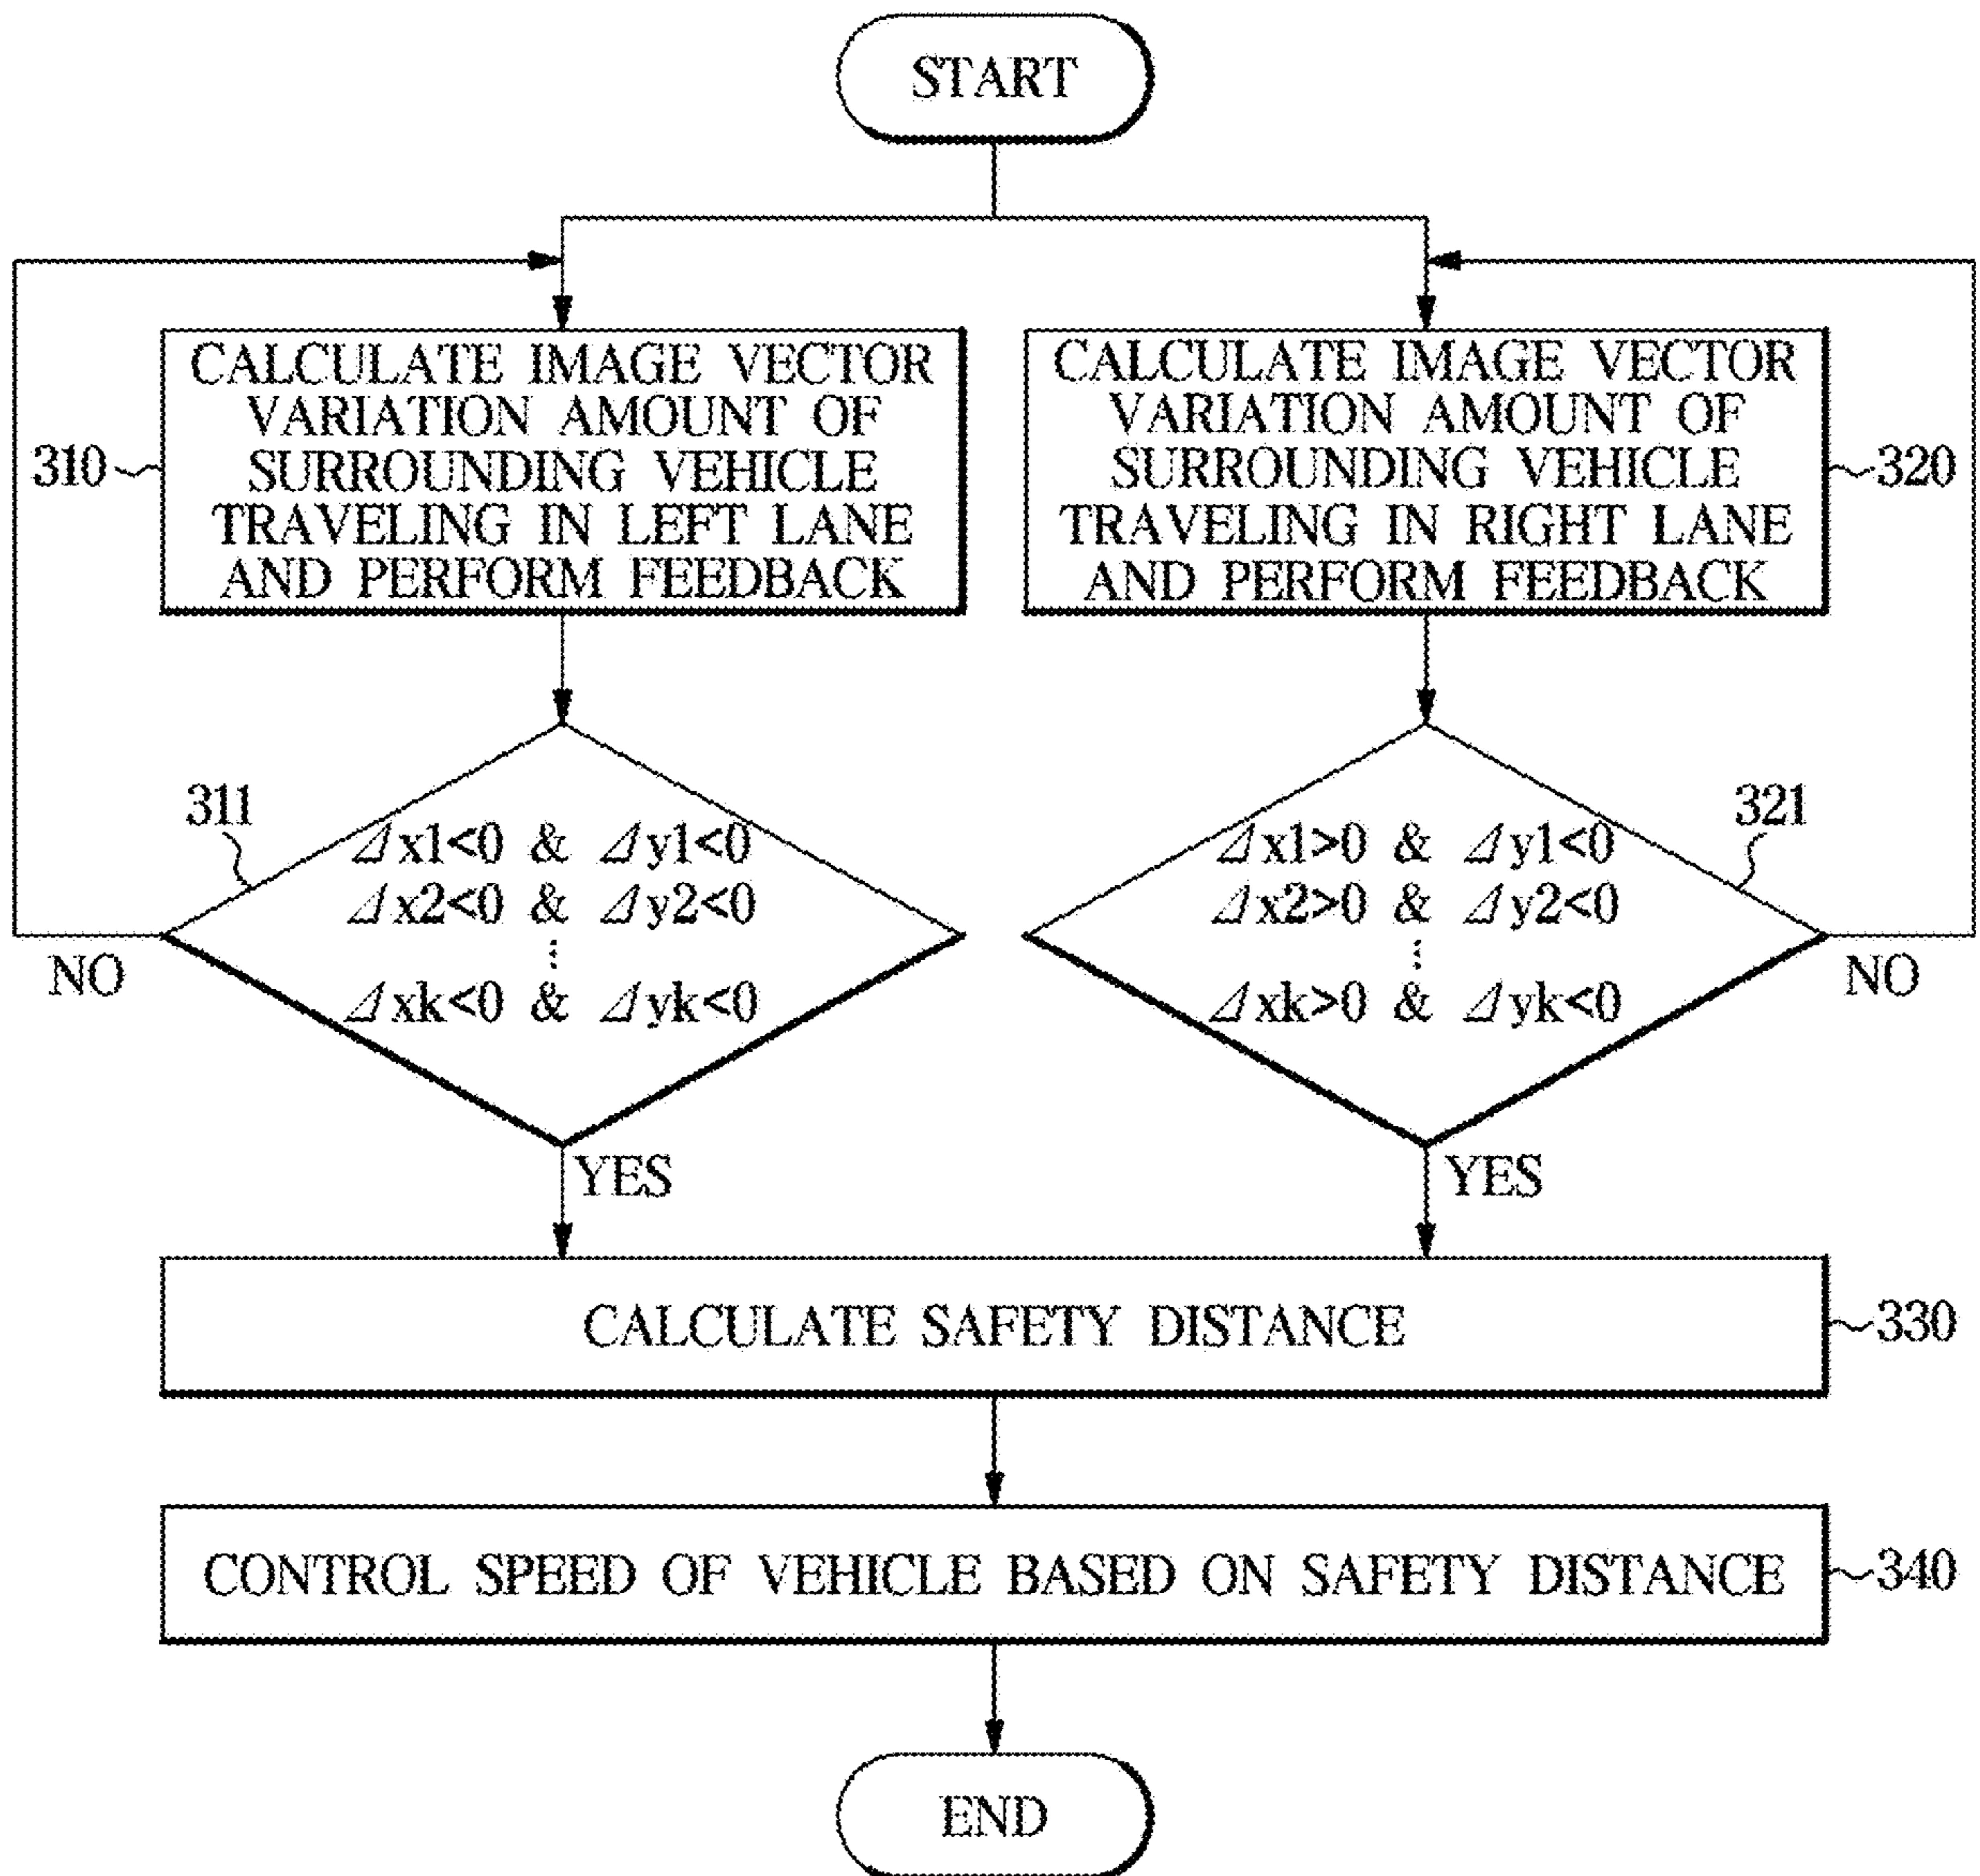 START
CALCULATE IMAGE VECTOR
VARIATION AMOUNT OF
SURROUNDING VEHICLE
TRAVELING IN LEFT LANE
AND PERFORM FEEDBACK
310
CALCULATE IMAGE VECTOR
VARIATION AMOUNT OF
SURROUNDING VEHICLE
TRAVELING IN RIGHT LANE
AND PERFORM FEEDBACK
320
311
⊿x1<0 & ⊿y1<0
⊿x2<0 & ⊿y2<0
⋮
⊿xk<0 & ⊿yk<0
NO
YES
321
⊿x1>0 & ⊿y1<0
⊿x2>0 & ⊿y2<0
⋮
⊿xk>0 & ⊿yk<0
NO
YES
CALCULATE SAFETY DISTANCE
330
CONTROL SPEED OF VEHICLE BASED ON SAFETY DISTANCE
340
END